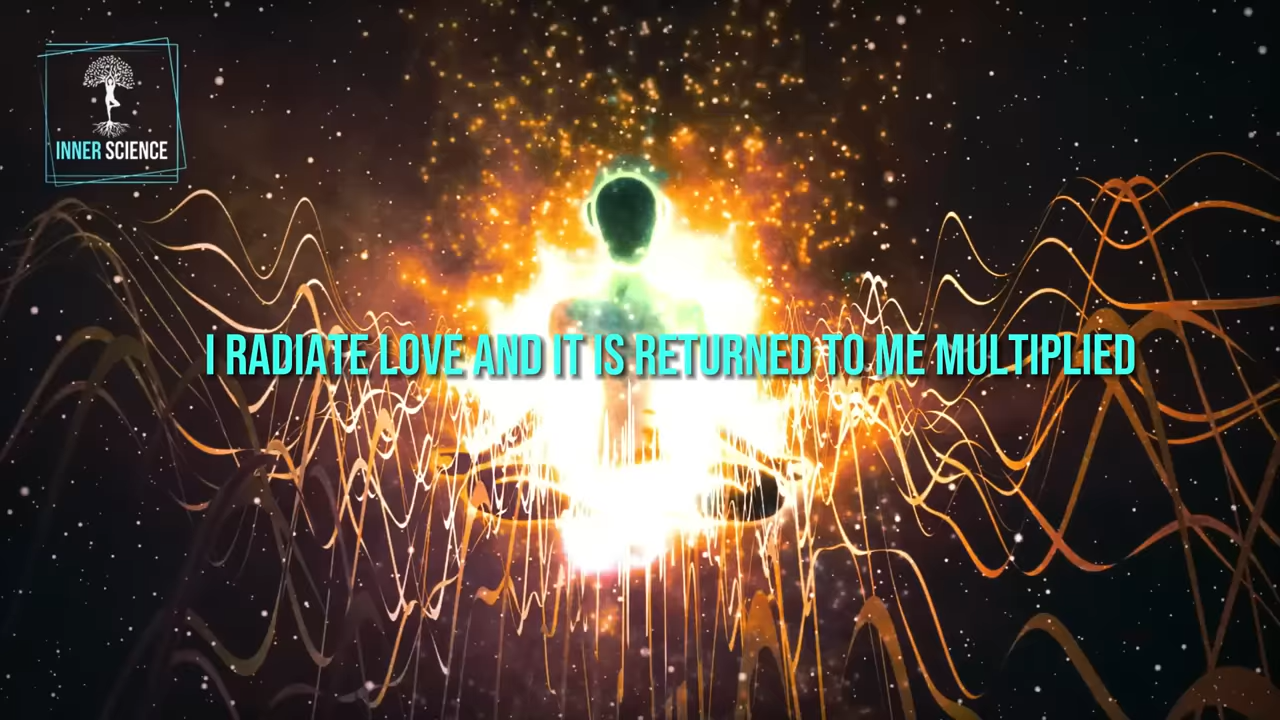 INNER SCIENCE
I RADIATE LOVE AND IT IS RETURNED TO ME MULTIPLIED